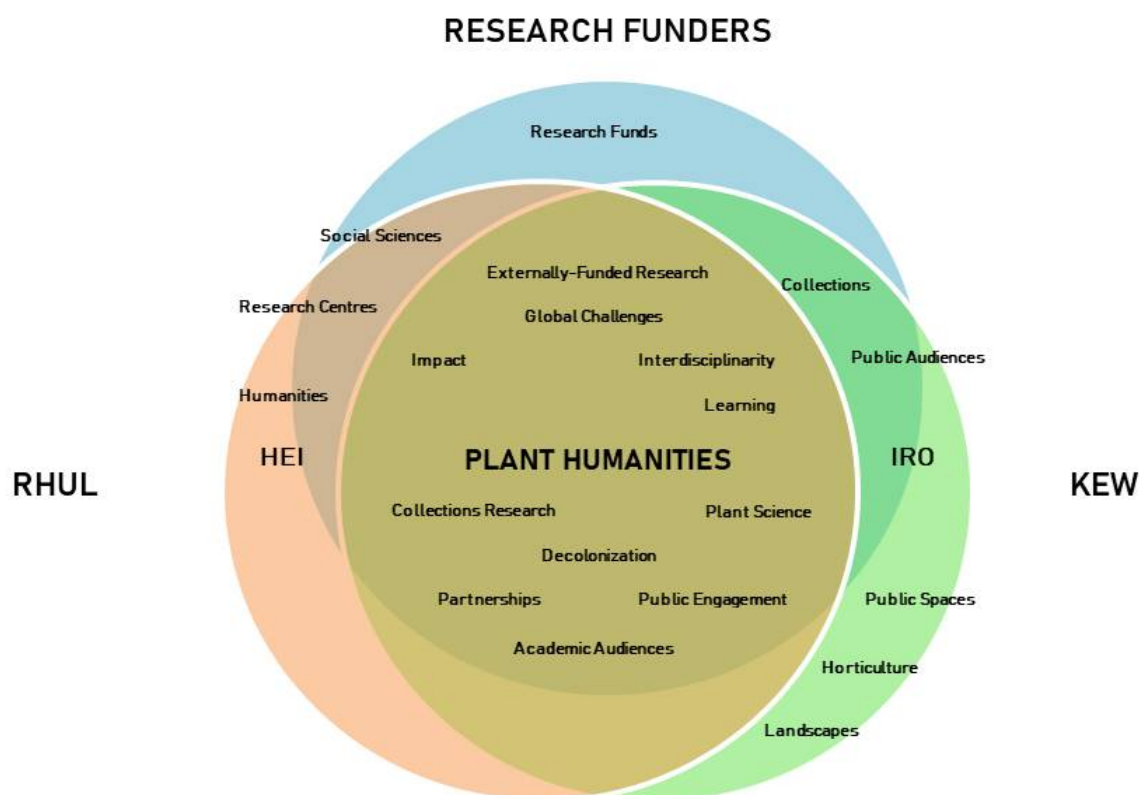 RESEARCH FUNDERS
Research Funds
Social Sciences
Externally-Funded Research
Collections
Research Centres
Global Challenges
Impact
Interdisciplinarity
Public Audiences
Humanities
Learning
HEI
PLANT HUMANITIES
IRO
RHUL
KEW
Collections Research
Plant Science
Decolonization
Partnerships
Public Engagement
Public Spaces
Academic Audiences
Horticulture
Landscapes